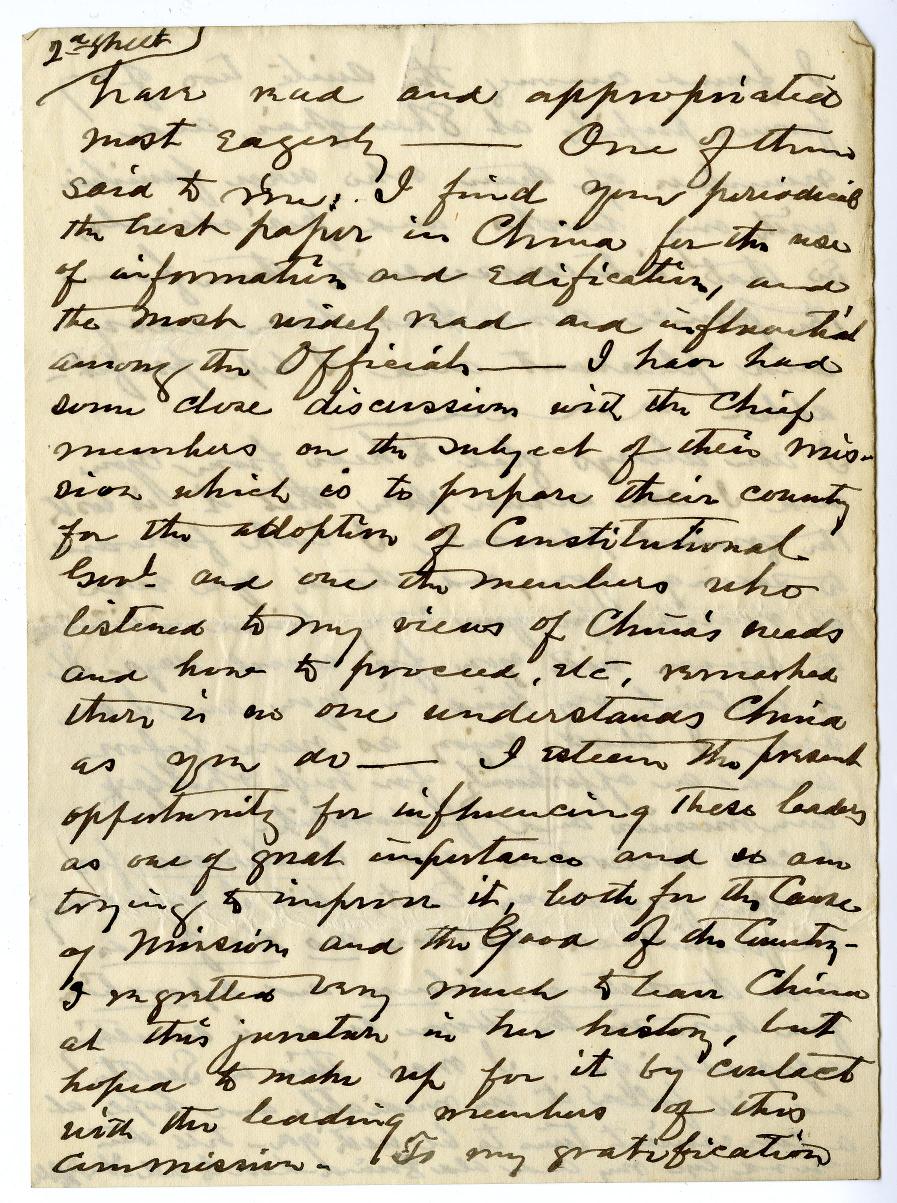 2d sheet
have read and appropriated
most eagerly —— One of them
said to me: I find your periodical
the best paper in China for the use
of information and edification, and
the most widely read and influential
among the Officials —— I have had
some close discussions with the Chief
members on the subject of their mis-
sion which is to prepare their country
for the addoption of Constitutional
Govt. and one the members who
listened to my views of China's needs
and how to proceed, etc, remarked
there is no one understands China
as you do —— I esteem the present
opportunity for influencing these leaders
as one of great importance and so am
trying to improve it, both for the Cause
of Missions and the Good of the Country-
I regretted very much to leave China
at this juncture in her history, but
hoped to make up for it by contact
with the leading members of this
Commission. To my gratification